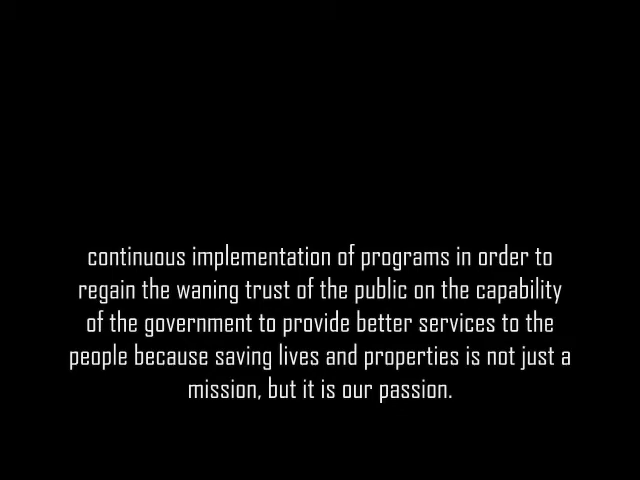 continuous implementation of programs in order to
regain the waning trust of the public on the capability
of the government to provide better services to the
people because saving lives and properties is not just a
mission, but it is our passion.